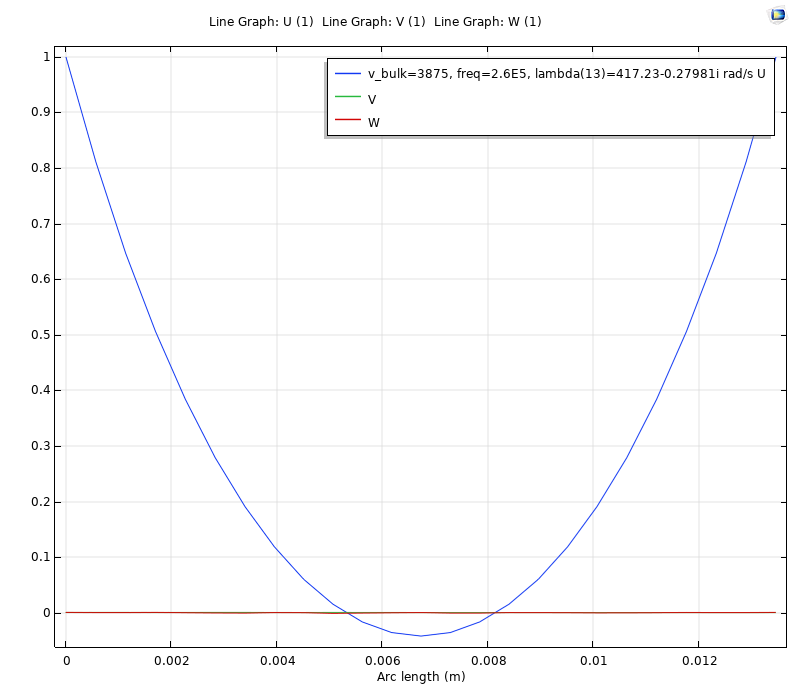 Line Graph: U (1)  Line Graph: V (1)  Line Graph: W (1)
1
0.9
0.8
0.7
0.6
0.5
0.4
0.3
0.2
0.1
0
v_bulk=3875, freq=2.6E5, lambda(13)=417.23-0.27981i rad/s U
V
W
0 0.002 0.004 0.006 0.008 0.01 0.012
Arc length (m)